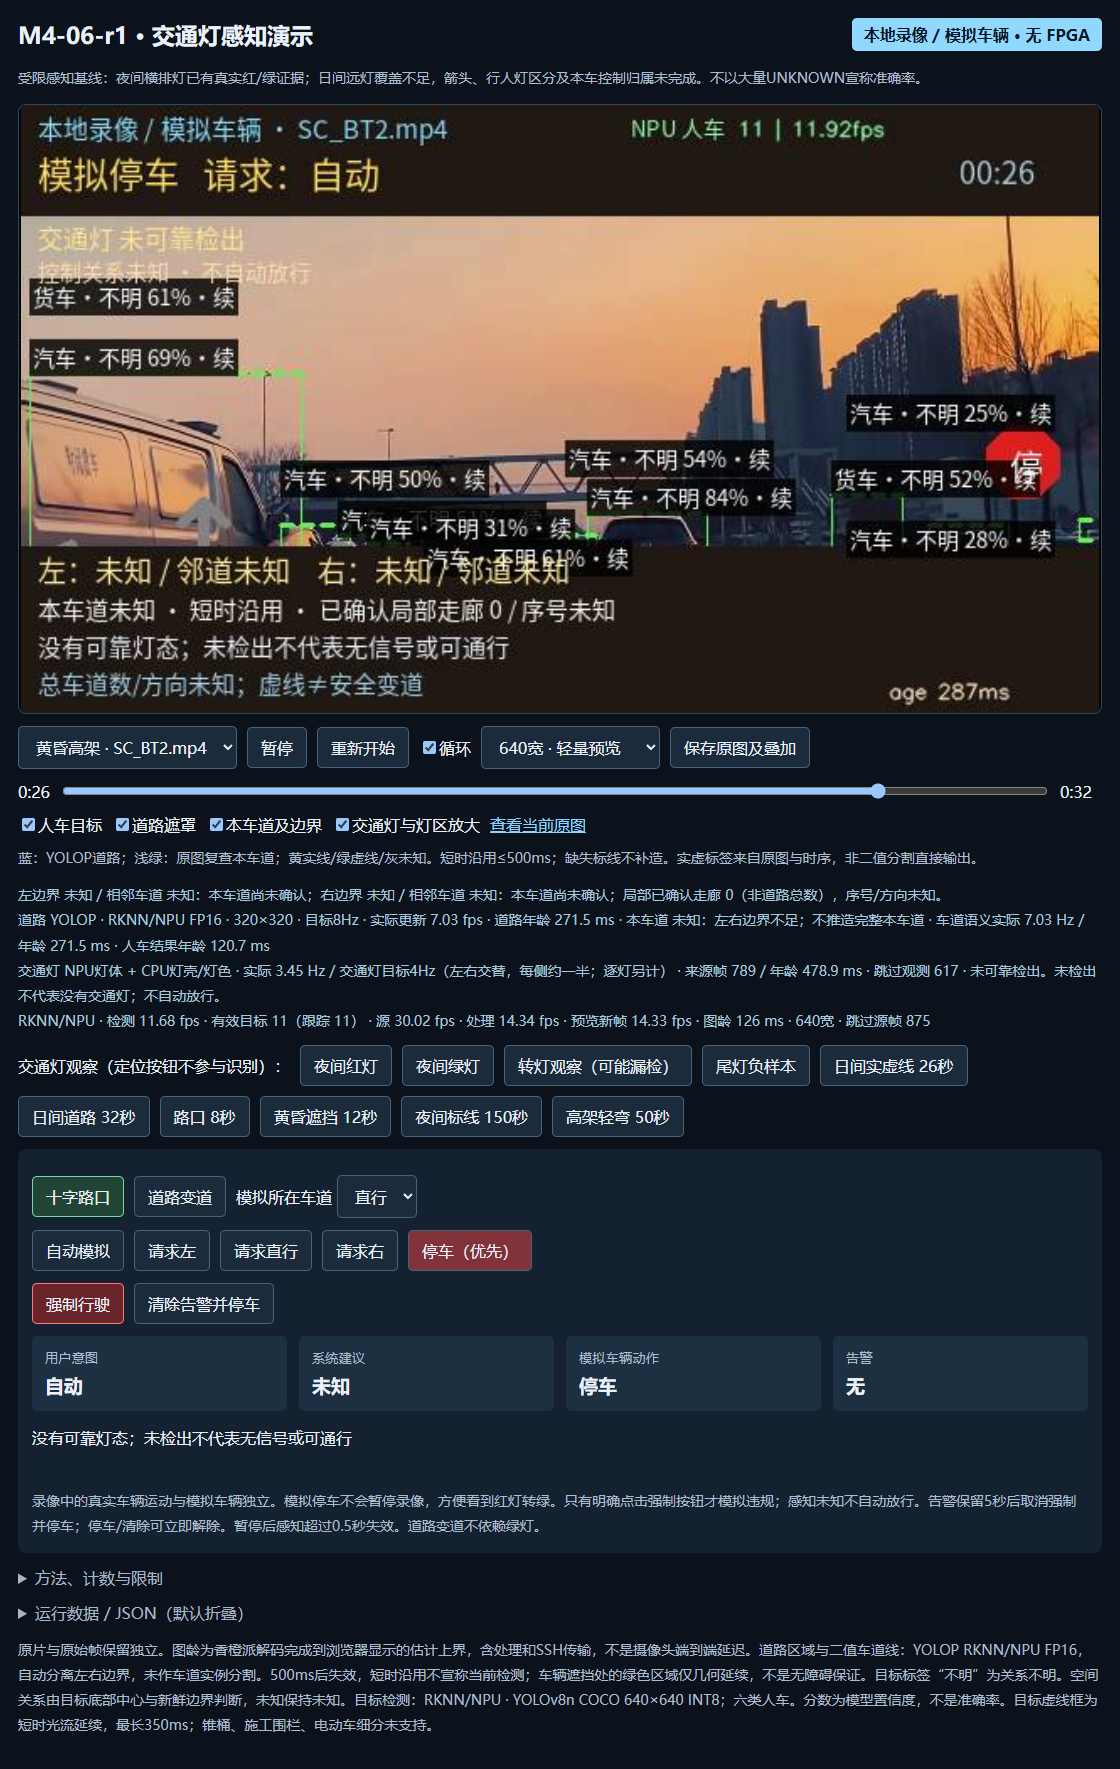 M4-06-r1 • 交通灯感知演示
本地录像 / 模拟车辆 • 无 FPGA
受限感知基线：夜间横排灯已有真实红/绿证据；日间远灯覆盖不足，箭头、行人灯区分及本车控制归属未完成。不以大量UNKNOWN宣称准确率。
本地录像 / 模拟车辆 · SC_BT2.mp4
NPU 人车 11 | 11.92fps
模拟停车 请求：自动
00:26
交通灯 未可靠检出
控制关系未知 · 不自动放行
货车・不明 61%・续
汽车・不明 69%・续
汽车・不明 25%・续
汽车・不明 54%・续
停
汽车・不明 50%・续
货车・不明 52%・续
汽车・不明 84%・续
汽车・不明 31%・续
汽车・不明 28%・续
汽车・不明 61%・续
左：未知 / 邻道未知 右：未知 / 邻道未知
本车道未知 · 短时沿用 · 已确认局部走廊 0 / 序号未知
没有可靠灯态；未检出不代表无信号或可通行
总车道数/方向未知；虚线≠安全变道
age 287ms
黄昏高架 · SC_BT2.mp4
暂停
重新开始
循环
640宽 · 轻量预览
保存原图及叠加
0:26
0:32
人车目标 道路遮罩 本车道及边界 交通灯与灯区放大 查看当前原图
蓝：YOLOP道路；浅绿：原图复查本车道；黄实线/绿虚线/灰未知。短时沿用≤500ms；缺失标线不补造。实虚标签来自原图与时序，非二值分割直接输出。
左边界 未知 / 相邻车道 未知：本车道尚未确认；右边界 未知 / 相邻车道 未知：本车道尚未确认；局部已确认走廊 0（非道路总数），序号/方向未知。
道路 YOLOP · RKNN/NPU FP16 · 320×320 · 目标8Hz · 实际更新 7.03 fps · 道路年龄 271.5 ms · 本车道 未知：左右边界不足；不推造完整本车道 · 车道语义实际 7.03 Hz /
年龄 271.5 ms · 人车结果年龄 120.7 ms
交通灯 NPU灯体 + CPU灯壳/灯色 · 实际 3.45 Hz / 交通灯目标4Hz（左右交替，每侧约一半；逐灯另计） · 来源帧 789 / 年龄 478.9 ms · 跳过观测 617 · 未可靠检出。未检出
不代表没有交通灯；不自动放行。
RKNN/NPU · 检测 11.68 fps · 有效目标 11（跟踪 11） · 源 30.02 fps · 处理 14.34 fps · 预览新帧 14.33 fps · 图龄 126 ms · 640宽 · 跳过源帧 875
交通灯观察（定位按钮不参与识别）：
夜间红灯
夜间绿灯
转灯观察（可能漏检）
尾灯负样本
日间实虚线 26秒
日间道路 32秒
路口 8秒
黄昏遮挡 12秒
夜间标线 150秒
高架轻弯 50秒
十字路口
道路变道
模拟所在车道
直行
自动模拟
请求左
请求直行
请求右
停车（优先）
强制行驶
清除告警并停车
用户意图
自动
系统建议
未知
模拟车辆动作
停车
告警
无
没有可靠灯态；未检出不代表无信号或可通行
录像中的真实车辆运动与模拟车辆独立。模拟停车不会暂停录像，方便看到红灯转绿。只有明确点击强制按钮才模拟违规；感知未知不自动放行。告警保留5秒后取消强制
并停车；停车/清除可立即解除。暂停后感知超过0.5秒失效。道路变道不依赖绿灯。
方法、计数与限制
运行数据 / JSON（默认折叠）
原片与原始帧保留独立。图龄为香橙派解码完成到浏览器显示的估计上界，含处理和SSH传输，不是摄像头端到端延迟。道路区域与二值车道线：YOLOP RKNN/NPU FP16，
自动分离左右边界，未作车道实例分割。500ms后失效，短时沿用不宣称当前检测；车辆遮挡处的绿色区域仅几何延续，不是无障碍保证。目标标签“不明”为关系不明。空间
关系由目标底部中心与新鲜边界判断，未知保持未知。目标检测：RKNN/NPU · YOLOv8n COCO 640×640 INT8；六类人车。分数为模型置信度，不是准确率。目标虚线框为
短时光流延续，最长350ms；锥桶、施工围栏、电动车细分未支持。